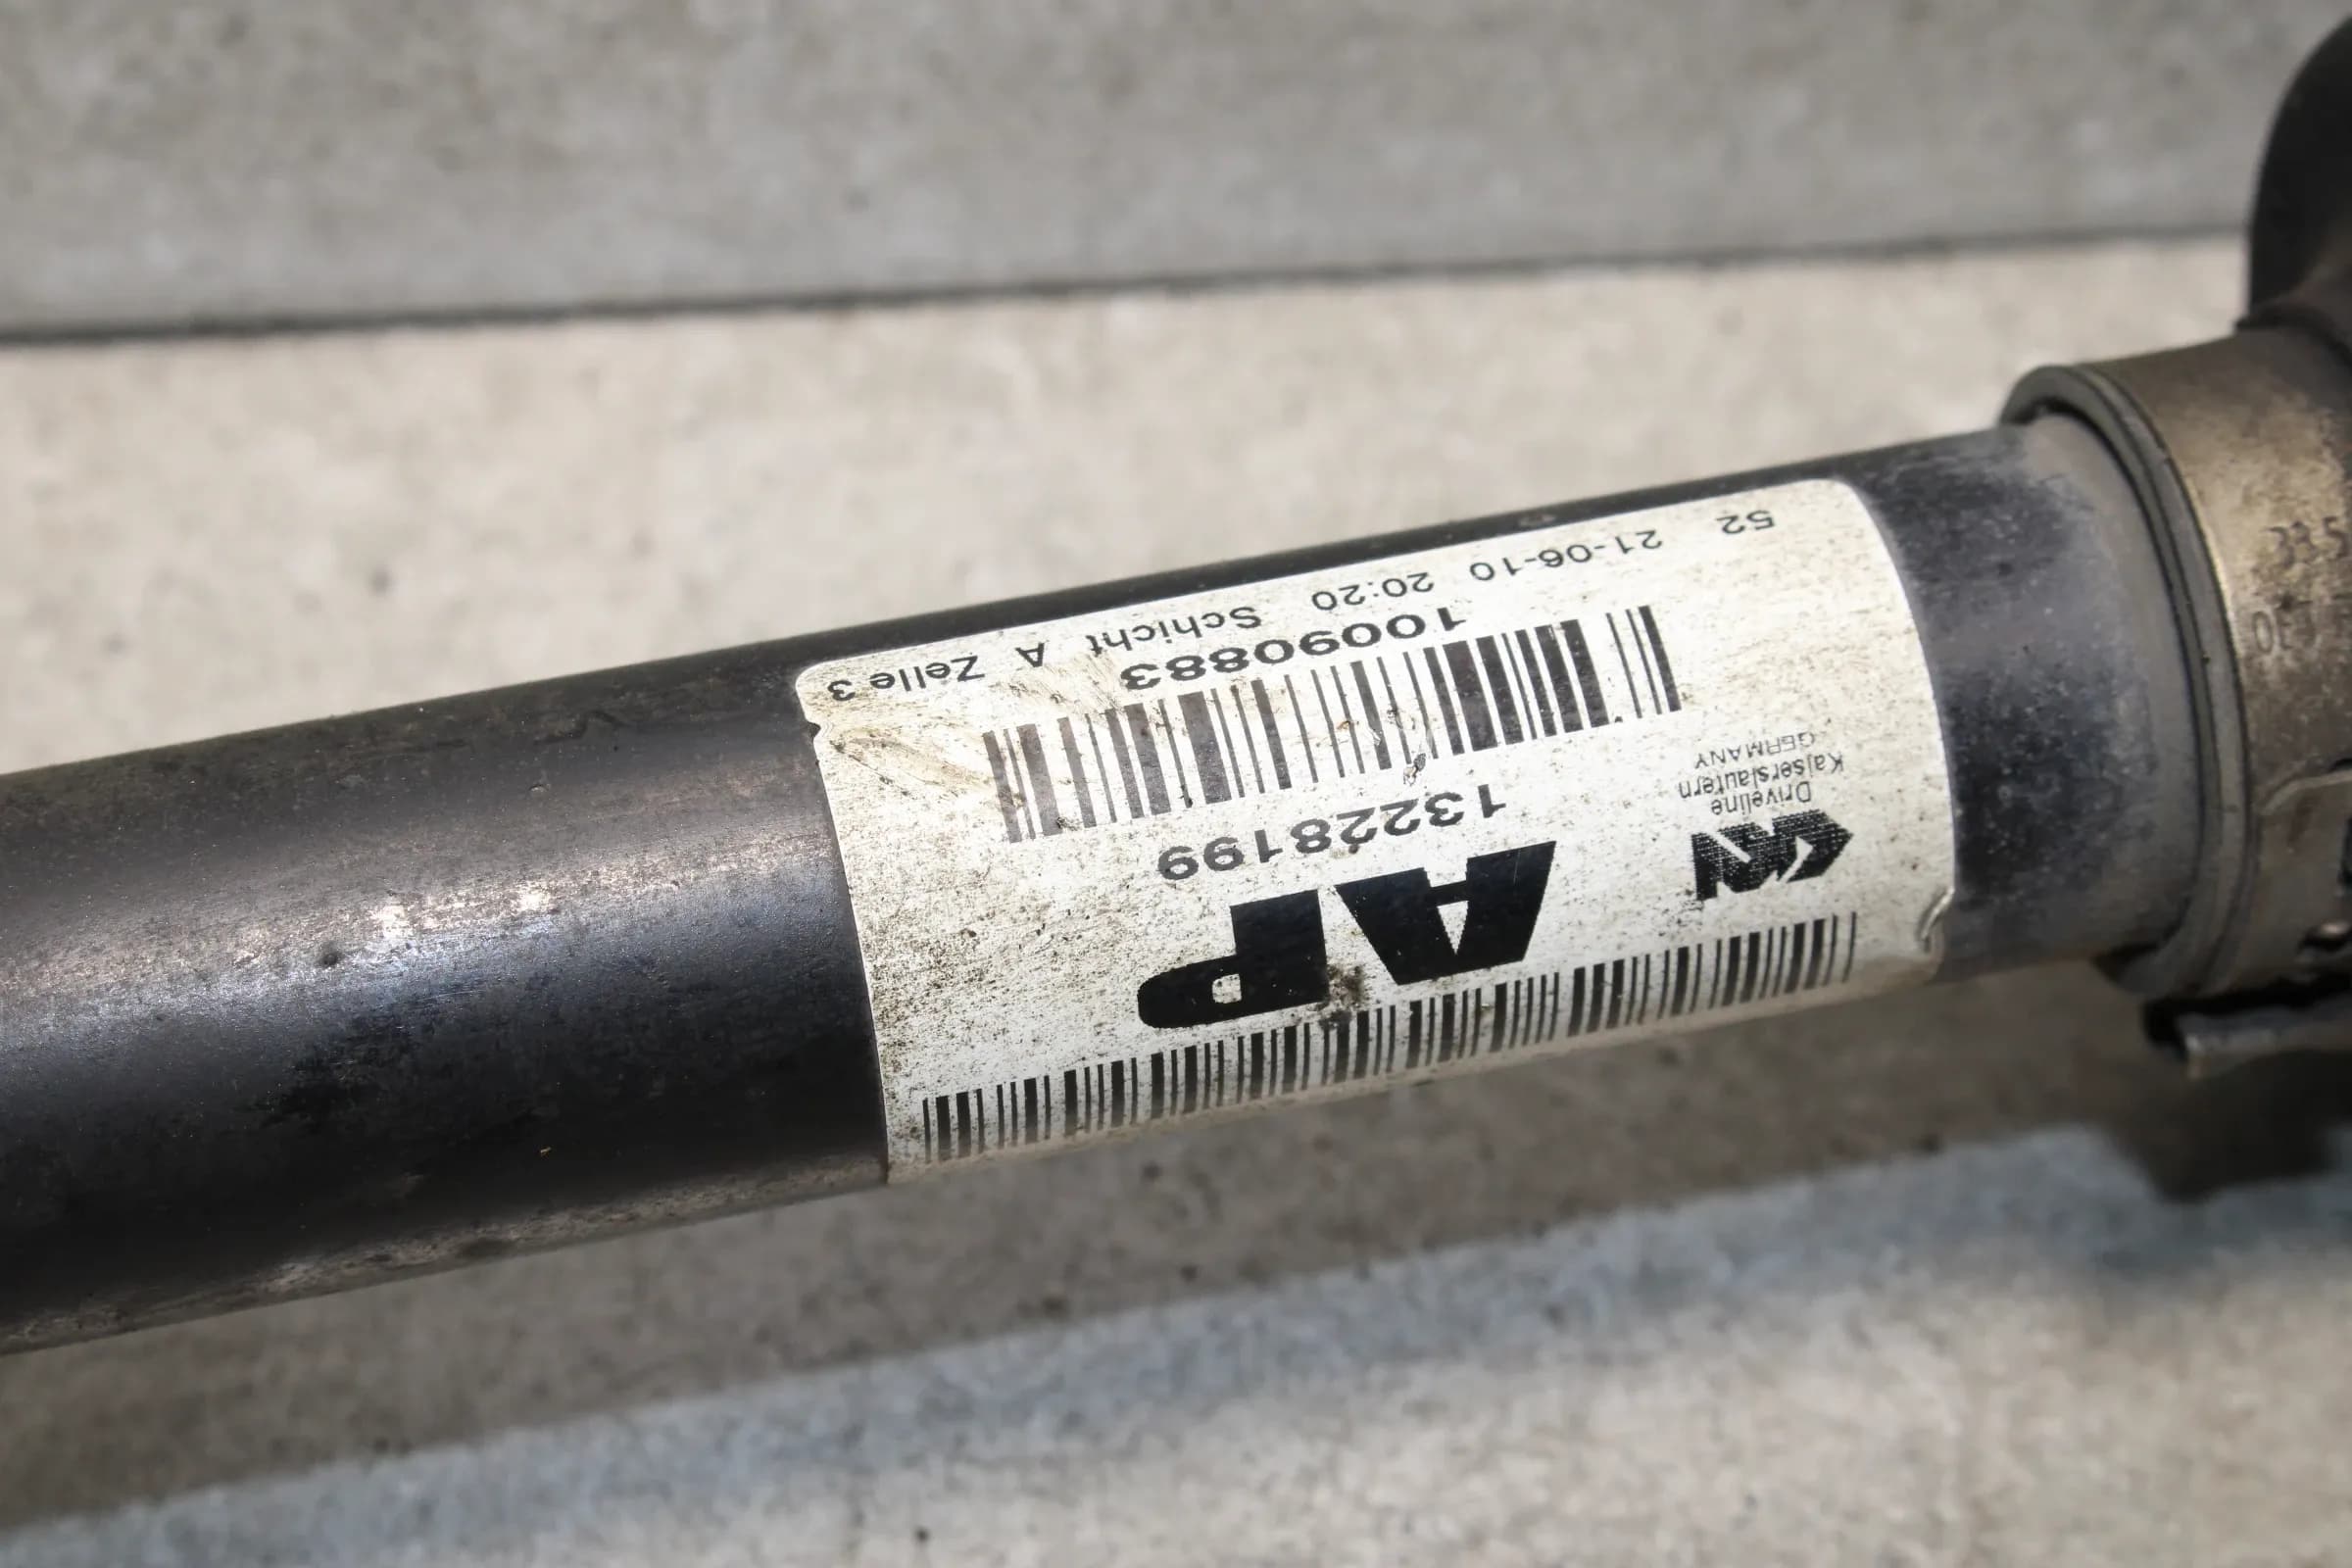 AP
GKN
Driveline
Kaiserslautern
GERMANY
13228199
10090883
52 21-06-10 20:20 Schicht A Zelle 3